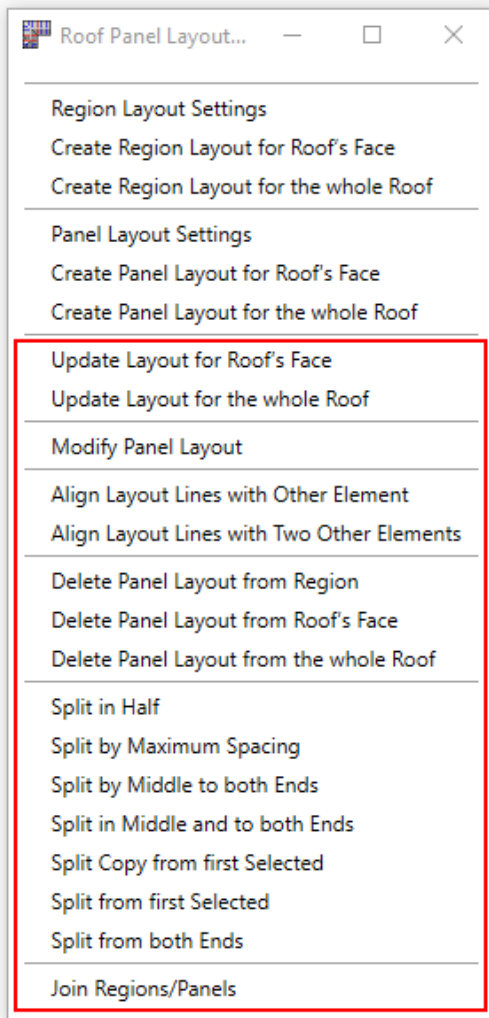 Roof Panel Layout...
Region Layout Settings
Create Region Layout for Roof's Face
Create Region Layout for the whole Roof
Panel Layout Settings
Create Panel Layout for Roof's Face
Create Panel Layout for the whole Roof
Update Layout for Roof's Face
Update Layout for the whole Roof
Modify Panel Layout
Align Layout Lines with Other Element
Align Layout Lines with Two Other Elements
Delete Panel Layout from Region
Delete Panel Layout from Roof's Face
Delete Panel Layout from the whole Roof
Split in Half
Split by Maximum Spacing
Split by Middle to both Ends
Split in Middle and to both Ends
Split Copy from first Selected
Split from first Selected
Split from both Ends
Join Regions/Panels